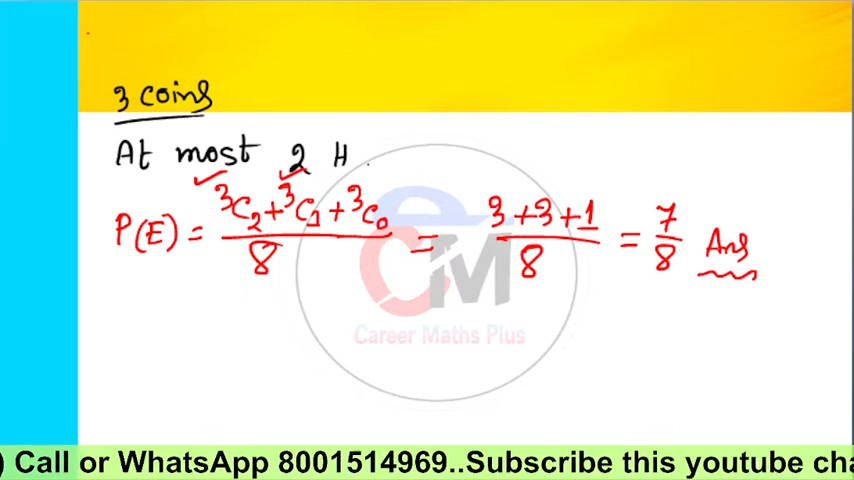 3 coins
At most 2 H.
P(E) = (³C₂ + ³C₁ + ³C₀)/8 = (3 + 3 + 1)/8 = 7/8 Ans
eCM
Career Maths Plus
) Call or WhatsApp 8001514969..Subscribe this youtube cha